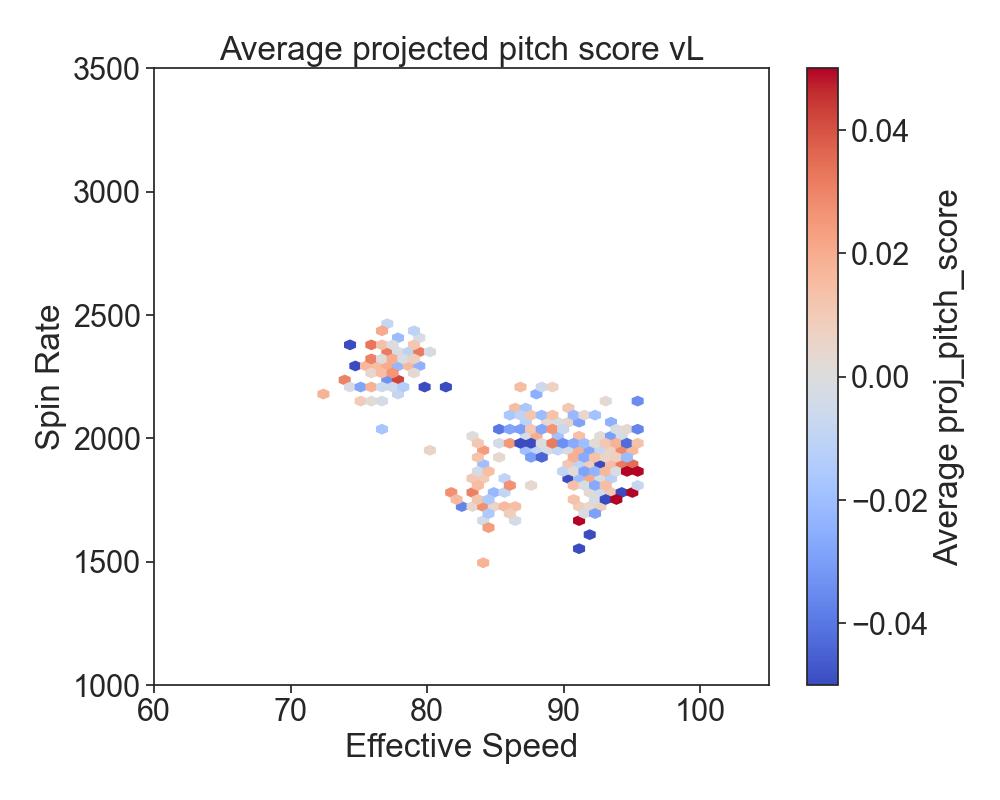 Average projected pitch score vL
3500
3000
2500
2000
1500
1000
Spin Rate
60 70 80 90 100
Effective Speed
0.04
0.02
0.00
−0.02
−0.04
Average proj_pitch_score